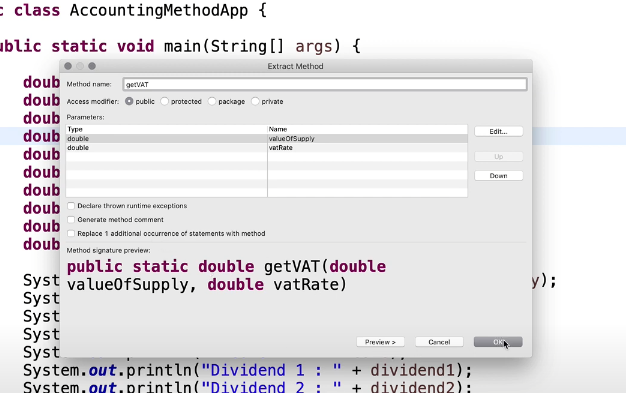 c class AccountingMethodApp {
ublic static void main(String[] args) {
Extract Method
doub
Method name: getVAT
doub
Access modifier: public protected package private
doub
Parameters:
Type Name
doub
double valueOfSupply Edit...
double vatRate
doub
Up
doub
Down
doub
doub
Declare thrown runtime exceptions
doub
Generate method comment
doub
Replace 1 additional occurrence of statements with method
Method signature preview:
public static double getVAT(double
Syst y);
valueOfSupply, double vatRate)
Syst
Syst
Syst
Preview > Cancel OK
Syst
System.out.println("Dividend 1 : " + dividend1);
System.out.println("Dividend 2 : " + dividend2);